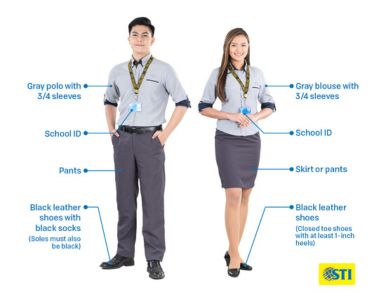 Gray polo with
3/4 sleeves
School ID
Pants
Black leather
shoes with
black socks
(Soles must also
be black)
Gray blouse with
3/4 sleeves
School ID
Skirt or pants
Black leather
shoes
(Closed toe shoes
with at least 1-inch
heels)
STI